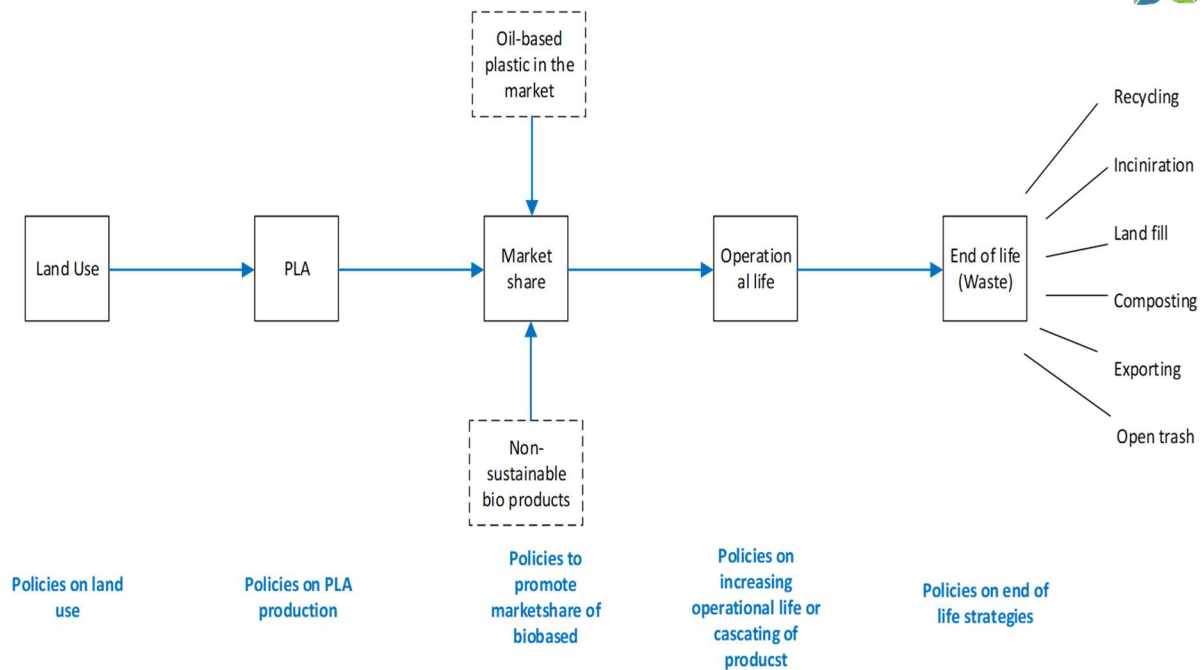 Oil-based
plastic in the
market
Land Use
PLA
Market
share
Operation
al life
End of life
(Waste)
Recycling
Inciniration
Land fill
Composting
Exporting
Open trash
Non-
sustainable
bio products
Policies on land
use
Policies on PLA
production
Policies to
promote
marketshare of
biobased
Policies on
increasing
operational life or
cascating of
producst
Policies on end of
life strategies